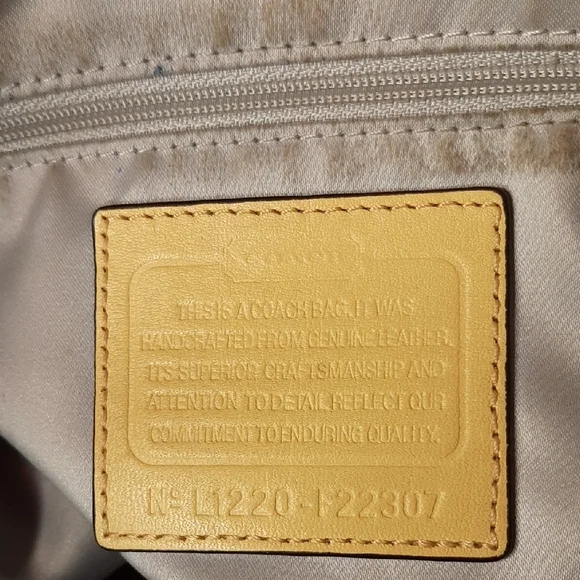 COACH
THIS IS A COACH BAG. IT WAS
HANDCRAFTED FROM GENUINE LEATHER.
ITS SUPERIOR CRAFTSMANSHIP AND
ATTENTION TO DETAIL REFLECT OUR
COMMITMENT TO ENDURING QUALITY.
Nº L1220-F22307